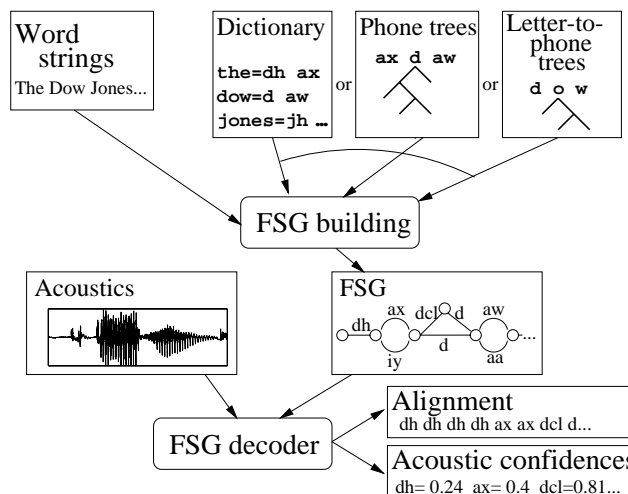 Word
strings
The Dow Jones...
Dictionary
the=dh ax
dow=d aw
jones=jh ...
or
Phone trees
ax d aw
or
Letter-to-
phone
trees
d o w
FSG building
Acoustics
FSG
dh
ax
iy
dcl
d
d
aw
aa
...
FSG decoder
Alignment
dh dh dh dh ax ax dcl d...
Acoustic confidences
dh= 0.24 ax= 0.4 dcl=0.81...